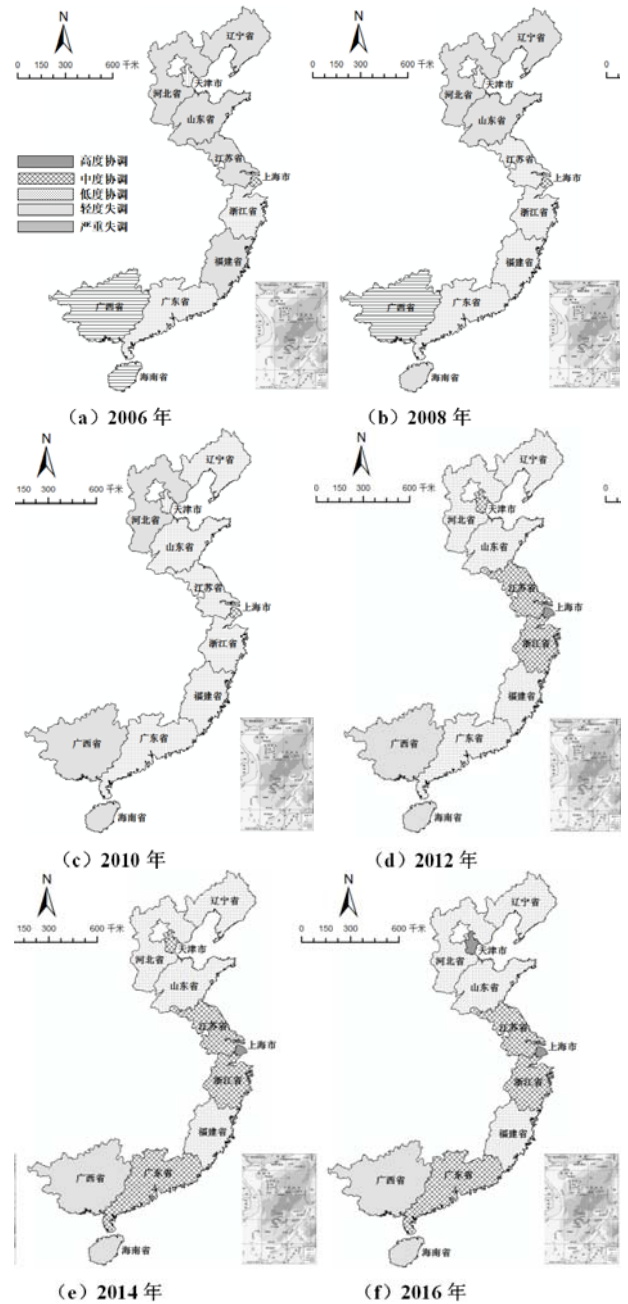 N
0 150 300 600 千米
辽宁省
天津市
河北省
山东省
江苏省
上海市
浙江省
福建省
广东省
广西省
海南省
高度协调
中度协调
低度协调
轻度失调
严重失调
(a) 2006 年
N
0 150 300 600 千米
0
辽宁省
天津市
河北省
山东省
江苏省
上海市
浙江省
福建省
广东省
广西省
海南省
(b) 2008 年
N
150 300 600 千米
辽宁省
天津市
河北省
山东省
江苏省
上海市
浙江省
福建省
广东省
广西省
海南省
(c) 2010 年
N
0 150 300 600 千米
0
辽宁省
天津市
河北省
山东省
江苏省
上海市
浙江省
福建省
广东省
广西省
海南省
(d) 2012 年
N
150 300 600 千米
辽宁省
天津市
河北省
山东省
江苏省
上海市
浙江省
福建省
广东省
广西省
海南省
(e) 2014 年
N
0 150 300 600 千米
辽宁省
天津市
河北省
山东省
江苏省
上海市
浙江省
福建省
广东省
广西省
海南省
(f) 2016 年